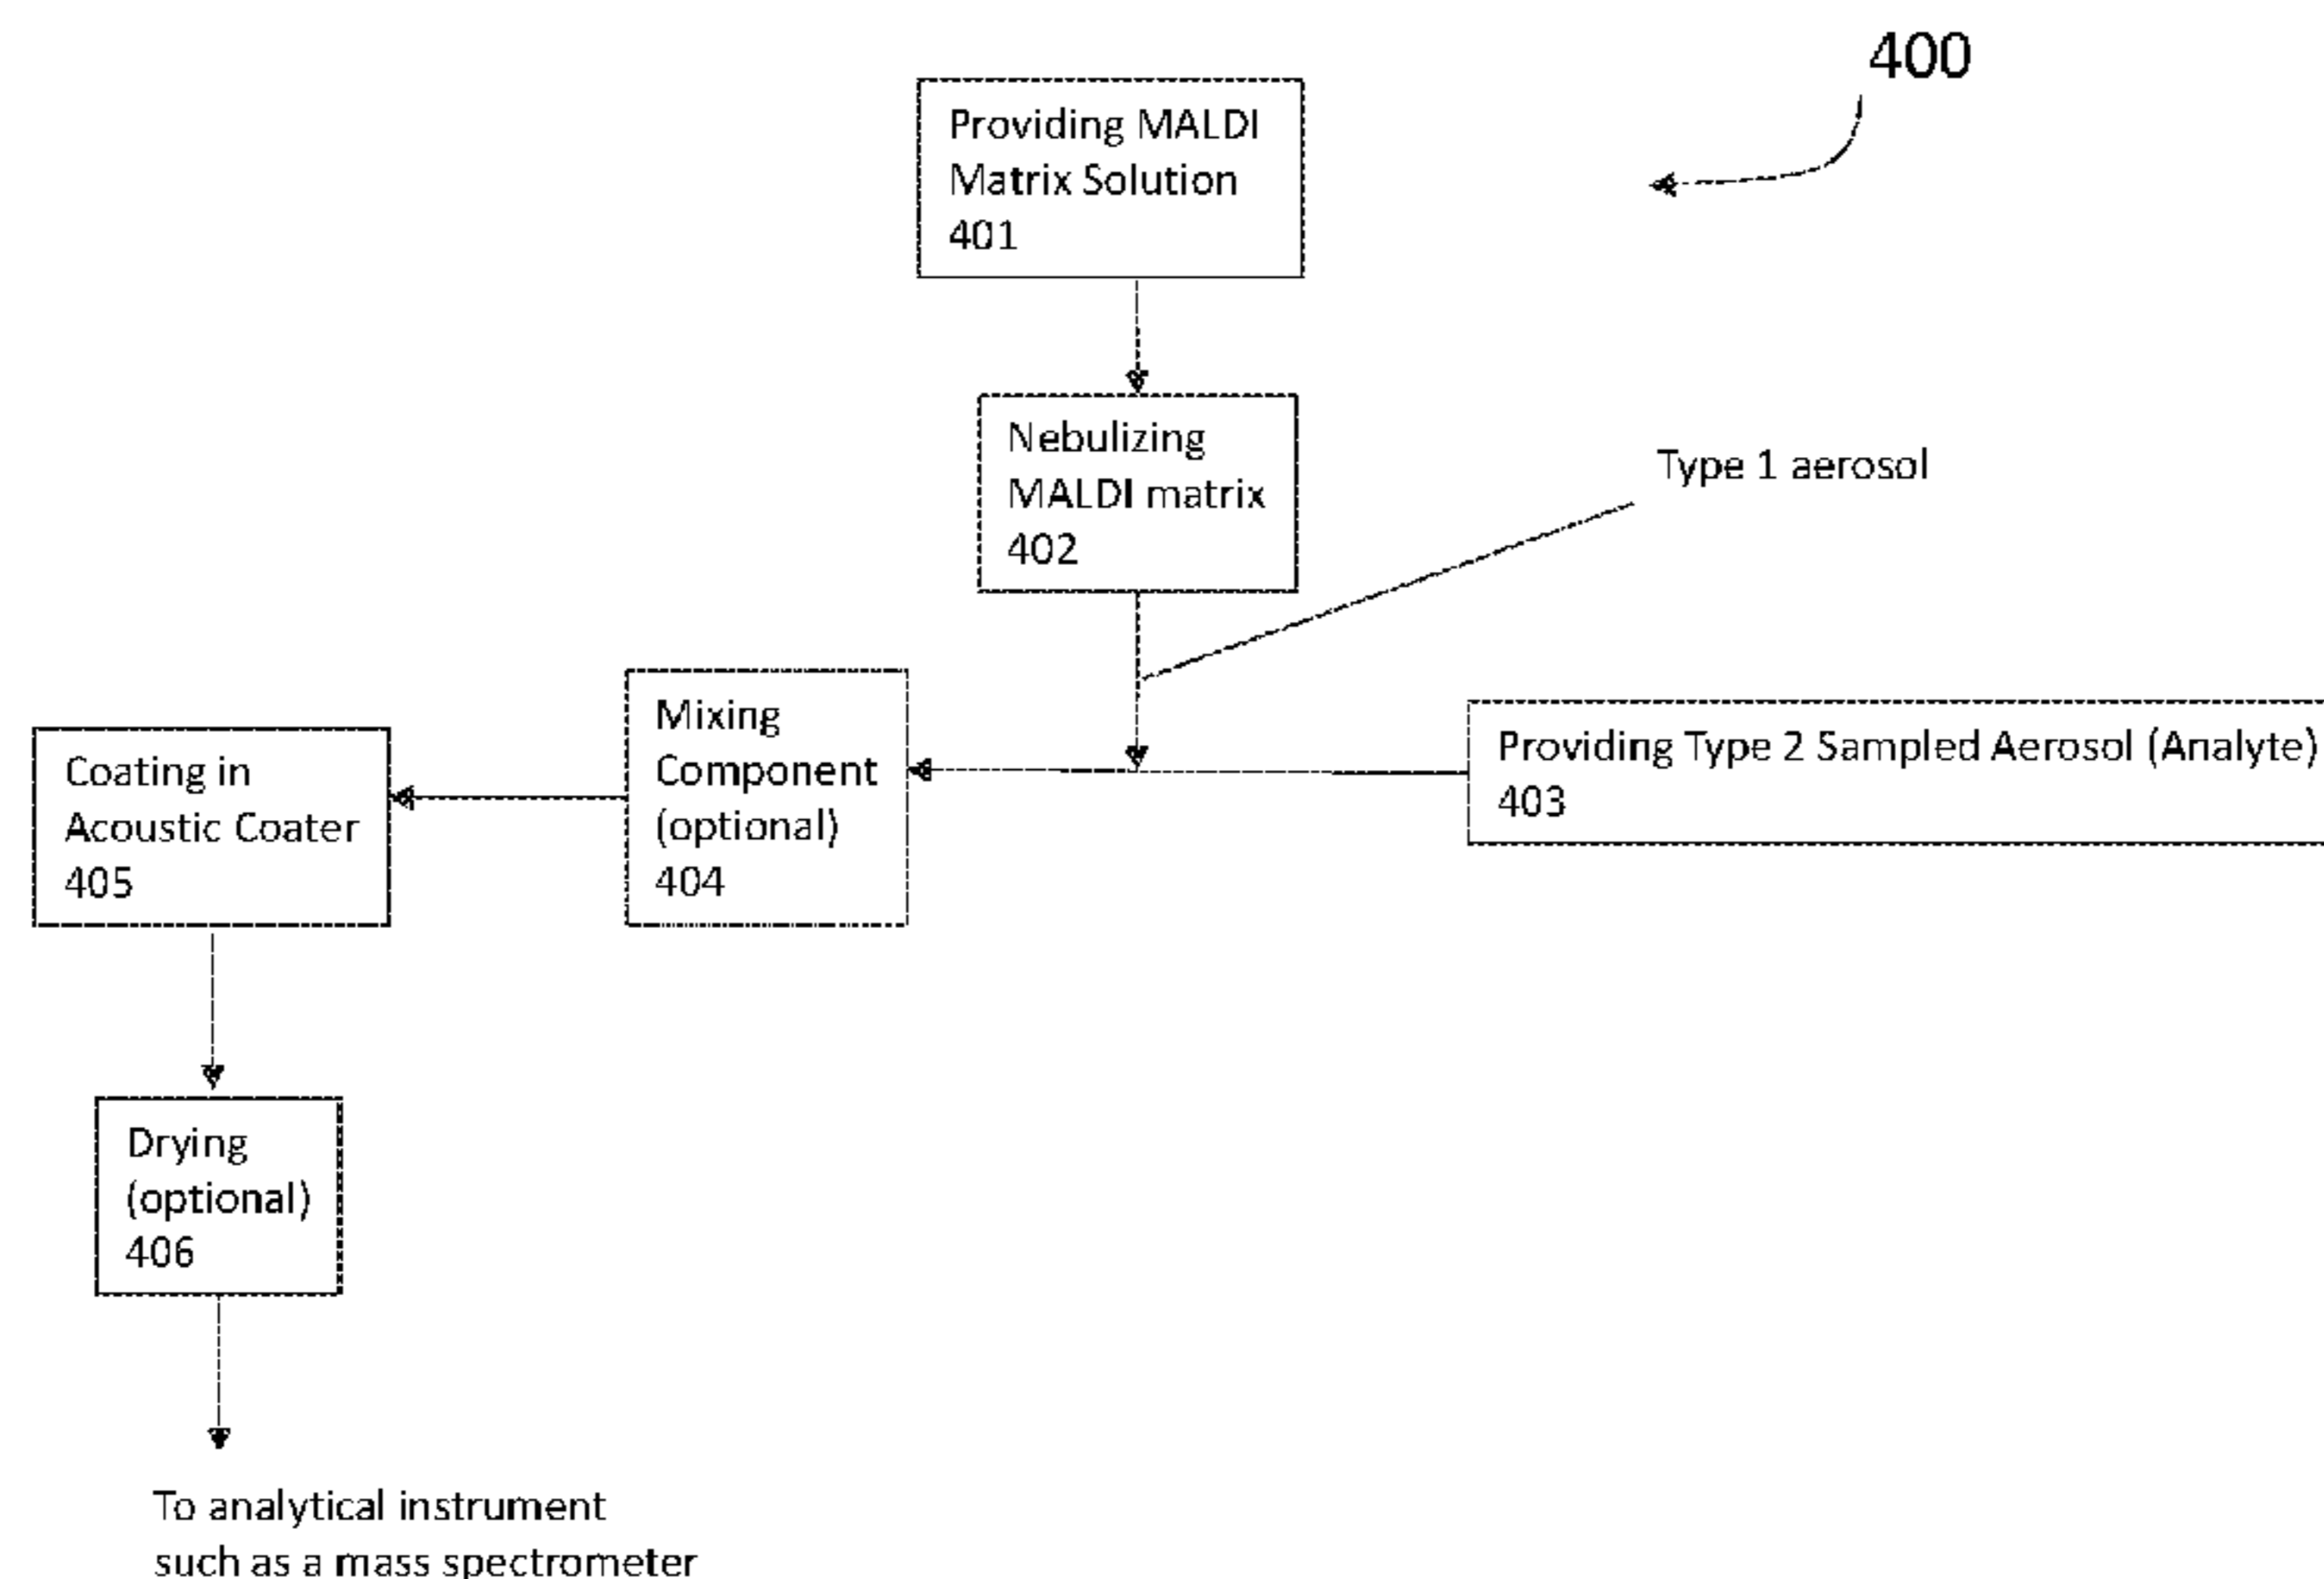 400
Providing MALDI
Matrix Solution
401
Nebulizing
MALDI matrix
402
Type 1 aerosol
Providing Type 2 Sampled Aerosol (Analyte)
403
Mixing
Component
(optional)
404
Coating in
Acoustic Coater
405
Drying
(optional)
406
To analytical instrument
such as a mass spectrometer